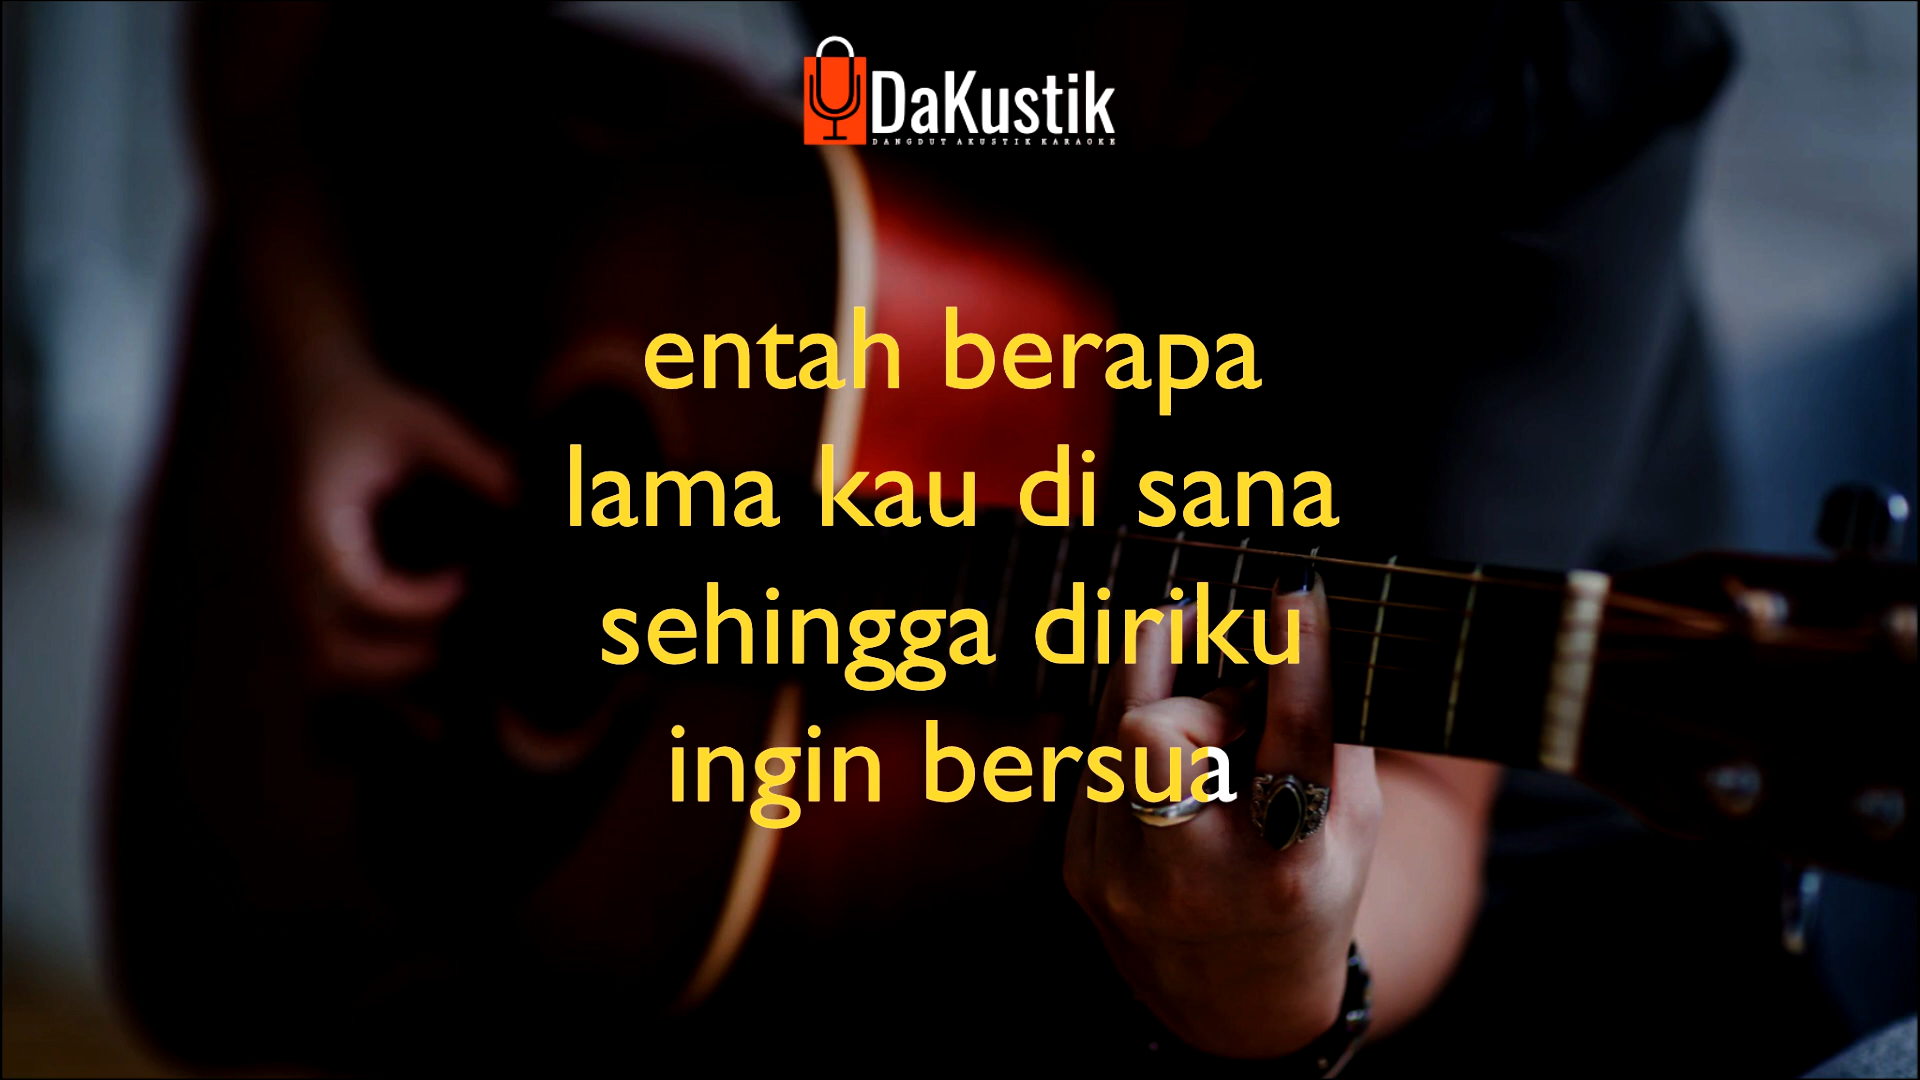 DaKustik
DANGDUT AKUSTIK KARAOKE
entah berapa
lama kau di sana
sehingga diriku
ingin bersua